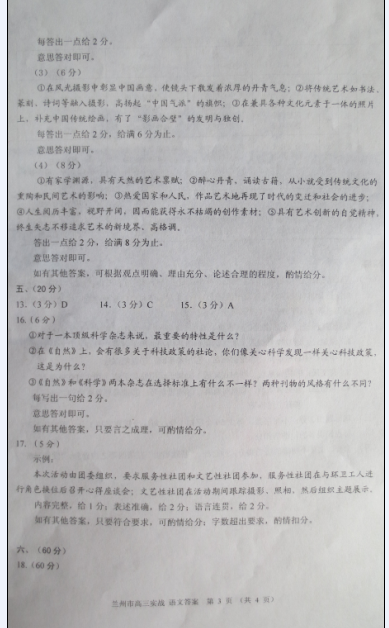 每答出一点给 2 分。
意思答对即可。
(3)(6 分)
①在风光摄影中彰显中国画意,使镜头下散发着浓厚的丹青气息;②将传统艺术如书法、
篆刻、诗词等融入摄影,高扬起“中国气派”的旗帜;③在兼具各种文化元素于一体的照片
上,补充中国传统绘画,有了“影画合璧”的发明与独创。
每答出一点给 2 分,给满 6 分为止。
意思答对即可。
(4)(8 分)
①有家学渊源,具有天然的艺术禀赋;②醉心丹青,诵读古籍,从小就受到传统文化的
熏陶和民间艺术的影响;③热爱国家和人民,作品艺术地再现了时代的变迁和社会的进步;
④人生阅历丰富,视野开阔,因而能获得永不枯竭的创作素材;⑤具有艺术创新的自觉精神,
终生矢志不移追求艺术的新境界、高格调。
答出一点给 2 分,给满 8 分为止。
意思答对即可。
如有其他答案,可根据观点明确、理由充分、论述合理的程度,酌情给分。
五、(20 分)
13.(3 分)D 14.(3 分)C 15.(3 分)A
16.(6 分)
①对于一本顶级科学杂志来说,最重要的特性是什么?
②在《自然》上,会有很多关于科技政策的社论,你们像关心科学发现一样关心科技政策,
这是为什么?
③《自然》和《科学》两本杂志在选择标准上有什么不一样?两种刊物的风格有什么不同?
每写出一句给 2 分。
意思答对即可。
如有其他答案,只要言之成理,可酌情给分。
17.(5 分)
示例:
本次活动由团委组织,要求服务性社团和文艺性社团参加。服务性社团在与环卫工人进
行角色换位后召开心得座谈会;文艺性社团在活动期间跟踪摄影、照相,然后组织主题展示。
内容完整,给 1 分;表述准确,给 2 分;语言连贯,给 2 分。
如有其他答案,只要符合要求,可酌情给分;字数超出要求,酌情扣分。
六、(60 分)
18.(60 分)
兰州市高三实战 语文答案 第 3 页 (共 4 页)